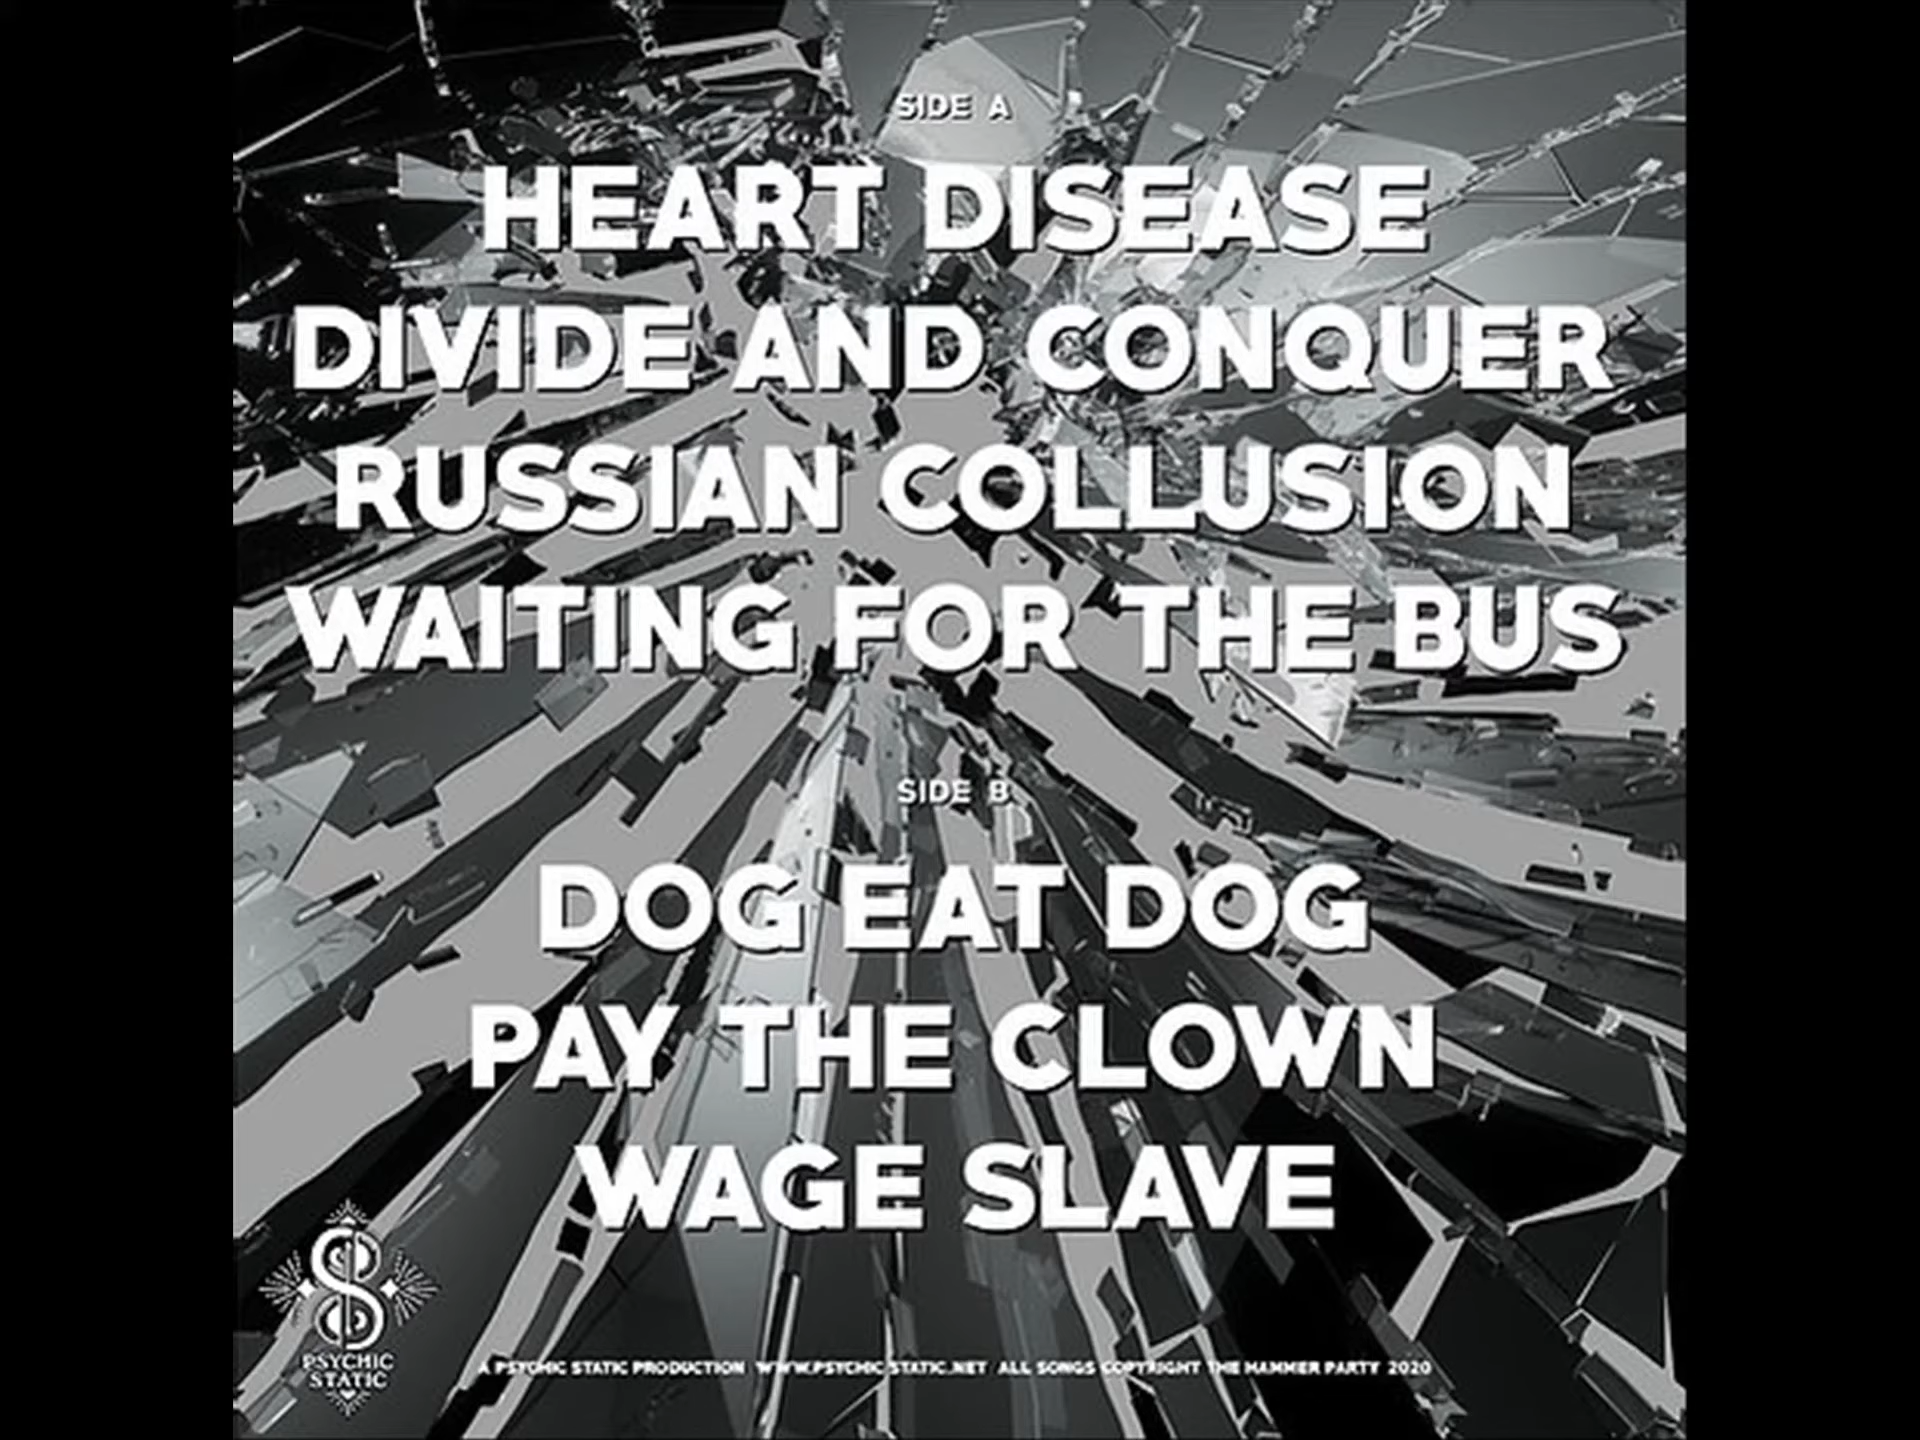 SIDE A
HEART DISEASE
DIVIDE AND CONQUER
RUSSIAN COLLUSION
WAITING FOR THE BUS
SIDE B
DOG EAT DOG
PAY THE CLOWN
WAGE SLAVE
PSYCHIC
STATIC
A PSYCHIC STATIC PRODUCTION WWW.PSYCHIC STATIC.NET ALL SONGS COPYRIGHT THE HAMMER PARTY 2020